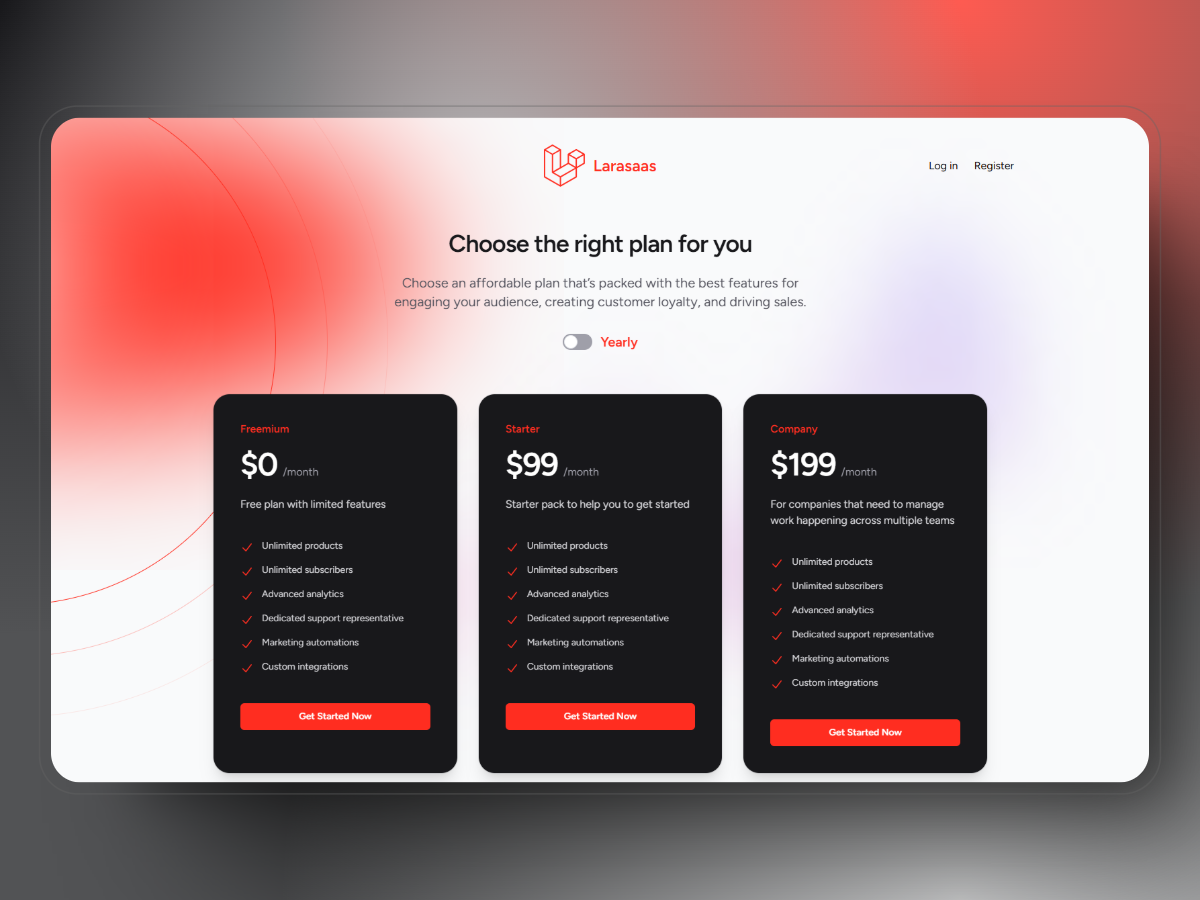 Larasaas
Log in
Register
Choose the right plan for you
Choose an affordable plan that's packed with the best features for
engaging your audience, creating customer loyalty, and driving sales.
Yearly
Freemium
$0 /month
Free plan with limited features
Unlimited products
Unlimited subscribers
Advanced analytics
Dedicated support representative
Marketing automations
Custom integrations
Get Started Now
Starter
$99 /month
Starter pack to help you to get started
Unlimited products
Unlimited subscribers
Advanced analytics
Dedicated support representative
Marketing automations
Custom integrations
Get Started Now
Company
$199 /month
For companies that need to manage
work happening across multiple teams
Unlimited products
Unlimited subscribers
Advanced analytics
Dedicated support representative
Marketing automations
Custom integrations
Get Started Now